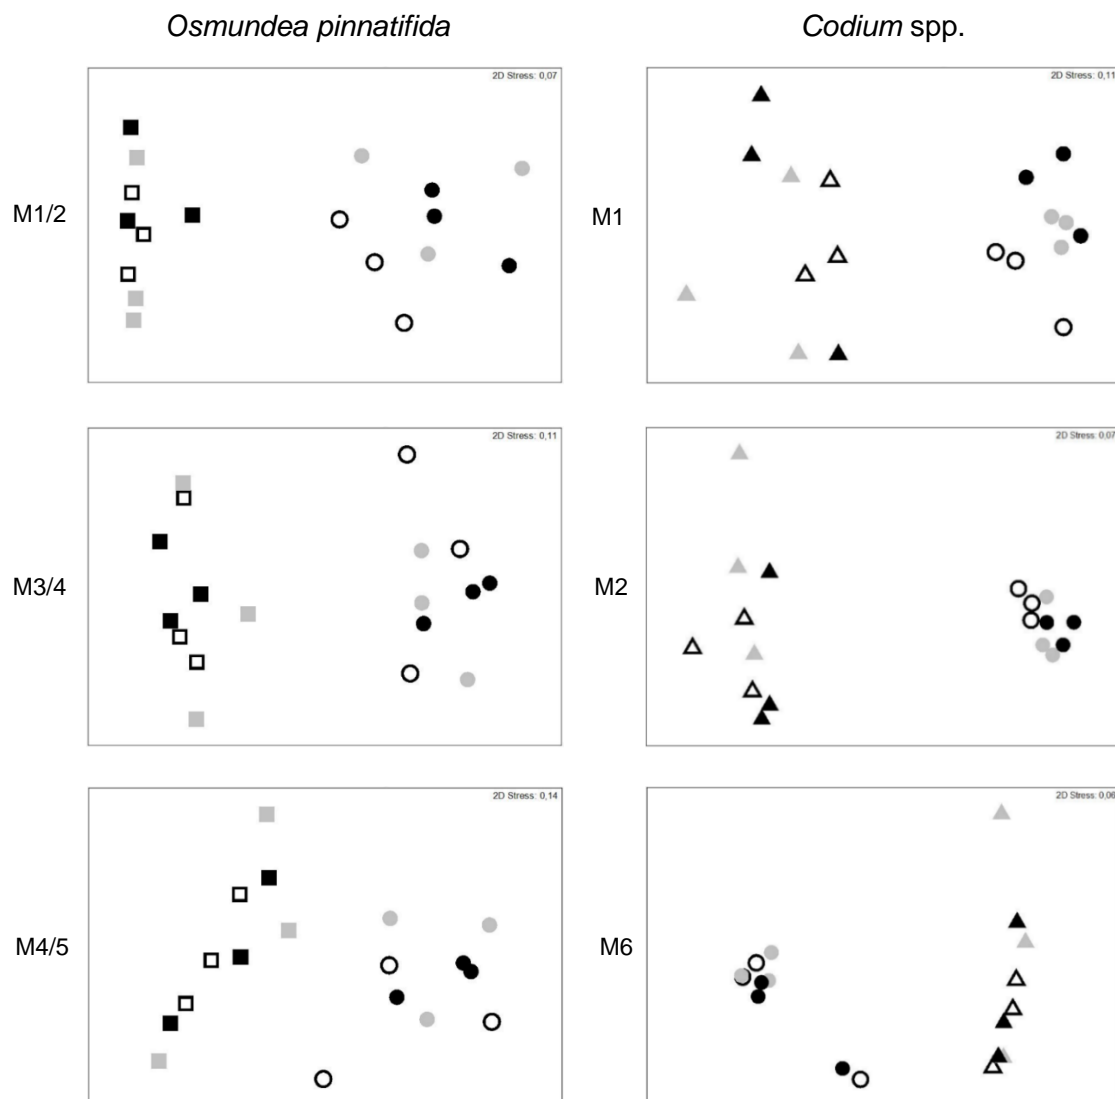 Osmundea pinnatifida
Codium spp.
2D Stress: 0,07
2D Stress: 0,11
M1/2
M1
2D Stress: 0,11
2D Stress: 0,07
M3/4
M2
2D Stress: 0,14
2D Stress: 0,06
M4/5
M6